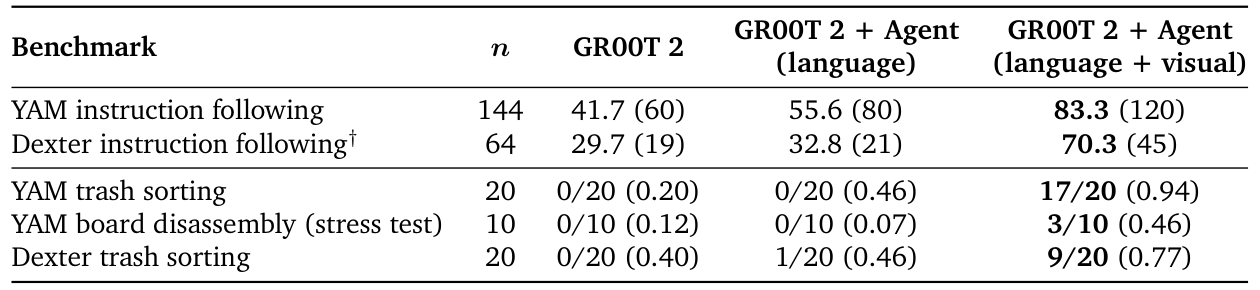 Benchmark n GR00T 2 GR00T 2 + Agent (language) GR00T 2 + Agent (language + visual)
YAM instruction following 144 41.7 (60) 55.6 (80) 83.3 (120)
Dexter instruction following† 64 29.7 (19) 32.8 (21) 70.3 (45)
YAM trash sorting 20 0/20 (0.20) 0/20 (0.46) 17/20 (0.94)
YAM board disassembly (stress test) 10 0/10 (0.12) 0/10 (0.07) 3/10 (0.46)
Dexter trash sorting 20 0/20 (0.40) 1/20 (0.46) 9/20 (0.77)